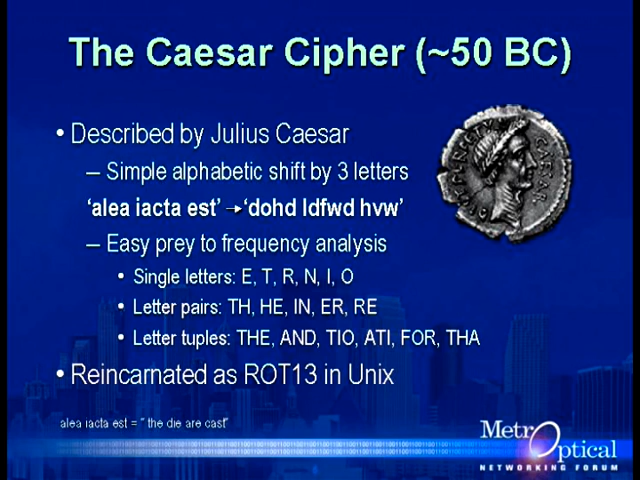 The Caesar Cipher (~50 BC)
• Described by Julius Caesar
– Simple alphabetic shift by 3 letters
‘alea iacta est’ → ‘dohd ldfwd hvw’
– Easy prey to frequency analysis
• Single letters: E, T, R, N, I, O
• Letter pairs: TH, HE, IN, ER, RE
• Letter tuples: THE, AND, TIO, ATI, FOR, THA
• Reincarnated as ROT13 in Unix
alea iacta est = " the die are cast"
MetrOptical
NETWORKING FORUM